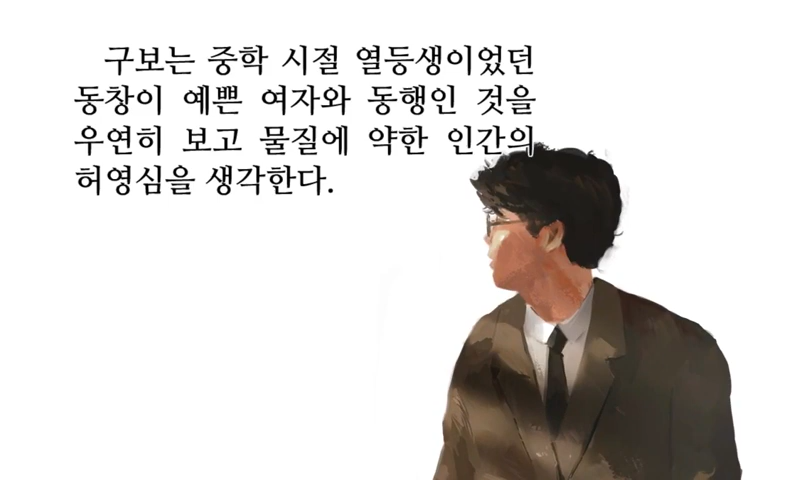 구보는 중학 시절 열등생이었던
동창이 예쁜 여자와 동행인 것을
우연히 보고 물질에 약한 인간의
허영심을 생각한다.